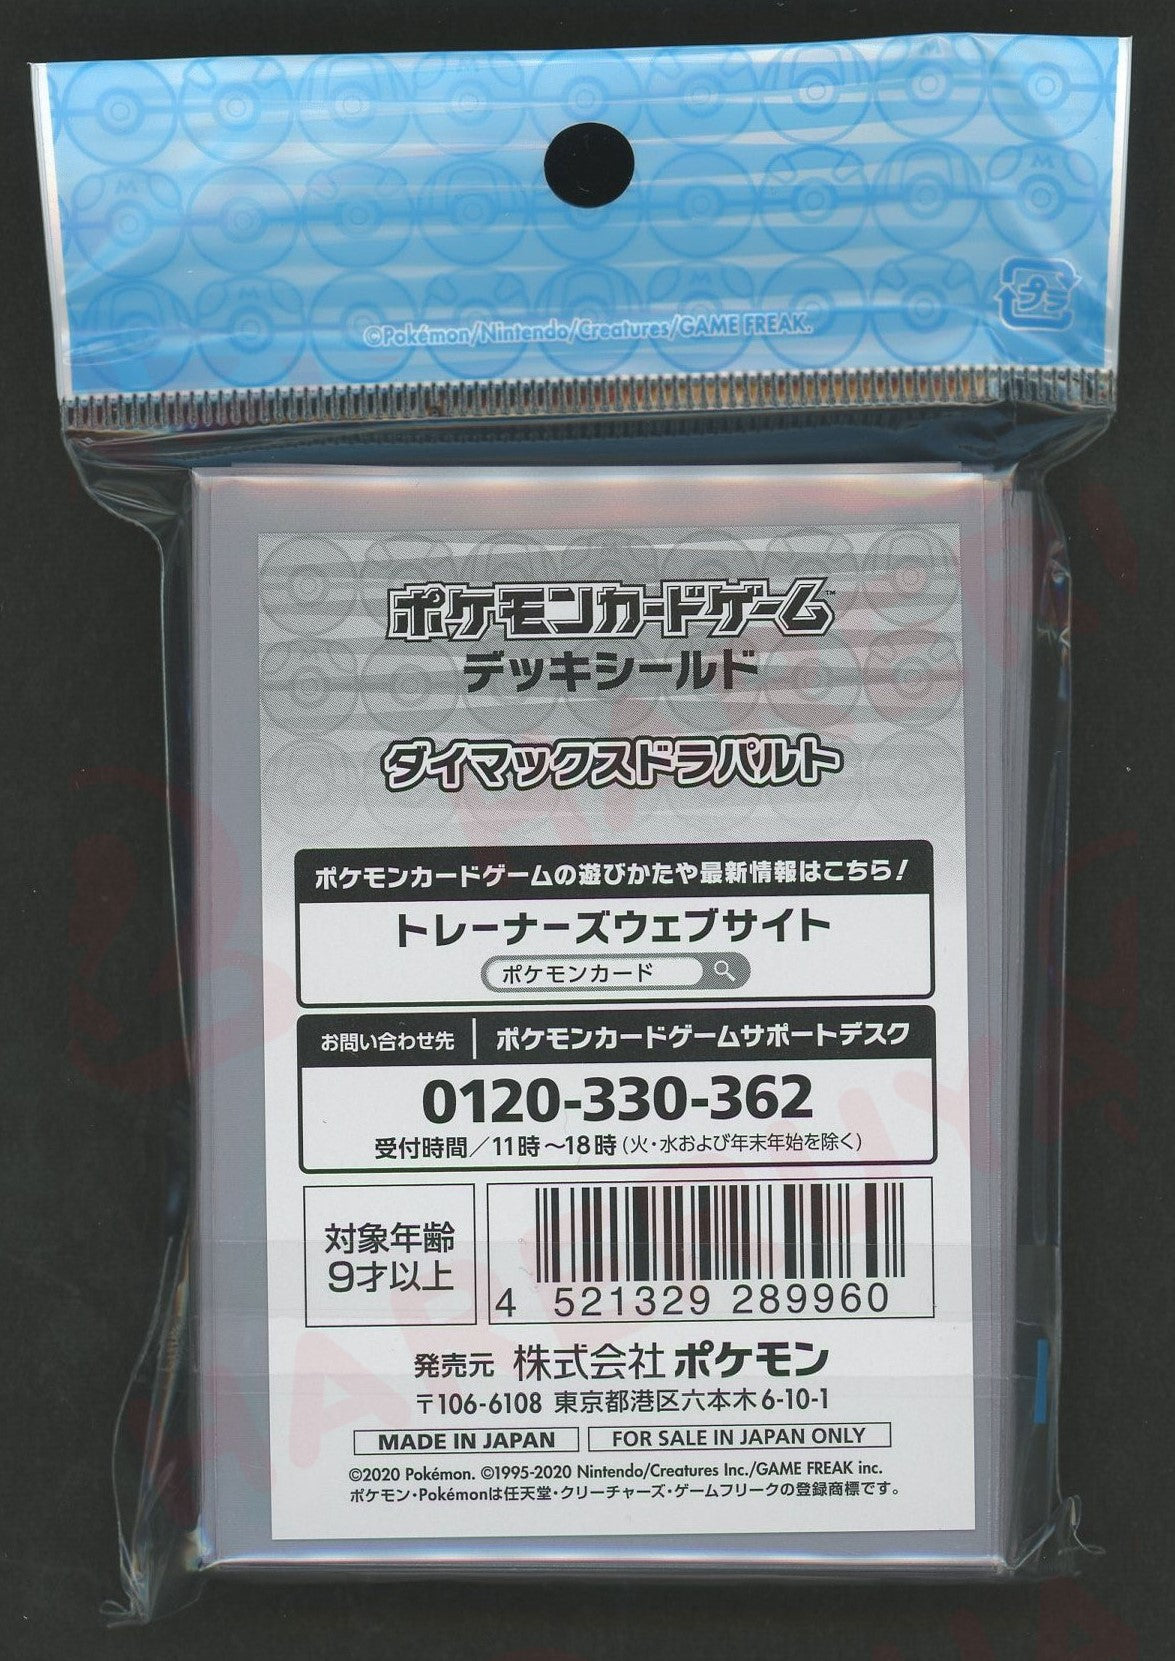 ©Pokémon/Nintendo/Creatures/GAME FREAK.
プラ
ポケモンカードゲーム™
デッキシールド
ダイマックスドラパルト
ポケモンカードゲームの遊びかたや最新情報はこちら!
トレーナーズウェブサイト
ポケモンカード
お問い合わせ先 ポケモンカードゲームサポートデスク
0120-330-362
受付時間/11時~18時(火・水および年末年始を除く)
対象年齢
9才以上
4 521329 289960
発売元 株式会社ポケモン
〒106-6108 東京都港区六本木6-10-1
MADE IN JAPAN FOR SALE IN JAPAN ONLY
©2020 Pokémon. ©1995-2020 Nintendo/Creatures Inc./GAME FREAK inc.
ポケモン・Pokémonは任天堂・クリーチャーズ・ゲームフリークの登録商標です。